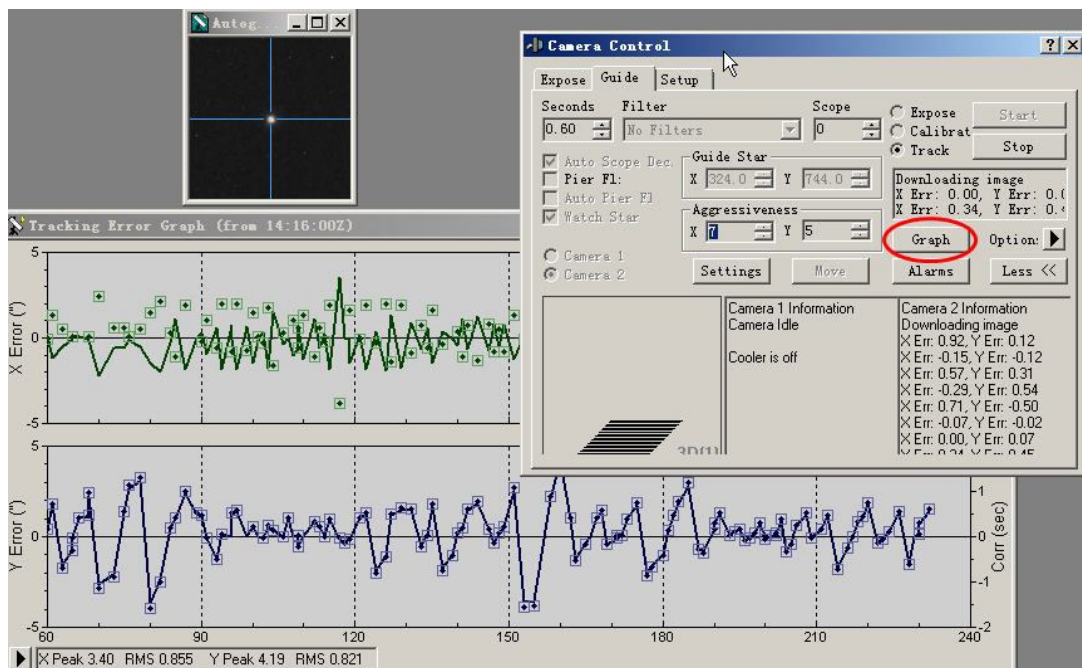 Autog...
Camera Control
Expose Guide Setup
Seconds Filter Scope
0.60 No Filters 0
Expose
Calibrat
Track
Start
Stop
Auto Scope Dec.
Pier Fl:
Auto Pier Fl
Watch Star
Guide Star
X 324.0 Y 744.0
Aggressiveness
X 7 Y 5
Downloading image
X Err: 0.00, Y Err:
X Err: 0.34, Y Err:
Graph Option:
Camera 1
Camera 2
Settings Move Alarms Less <<
Camera 1 Information
Camera Idle
Cooler is off
Camera 2 Information
Downloading image
X Err: 0.92, Y Err: 0.12
X Err: -0.15, Y Err: -0.12
X Err: 0.57, Y Err: 0.31
X Err: -0.29, Y Err: 0.54
X Err: 0.71, Y Err: -0.50
X Err: -0.07, Y Err: -0.02
X Err: 0.00, Y Err: 0.07
Tracking Error Graph (from 14:16:00Z)
X Error (")
5
0
-5
Y Error (")
5
0
-5
1
0
-1
-2
Corr (sec)
60 90 120 150 180 210 240
X Peak 3.40 RMS 0.855 Y Peak 4.19 RMS 0.821